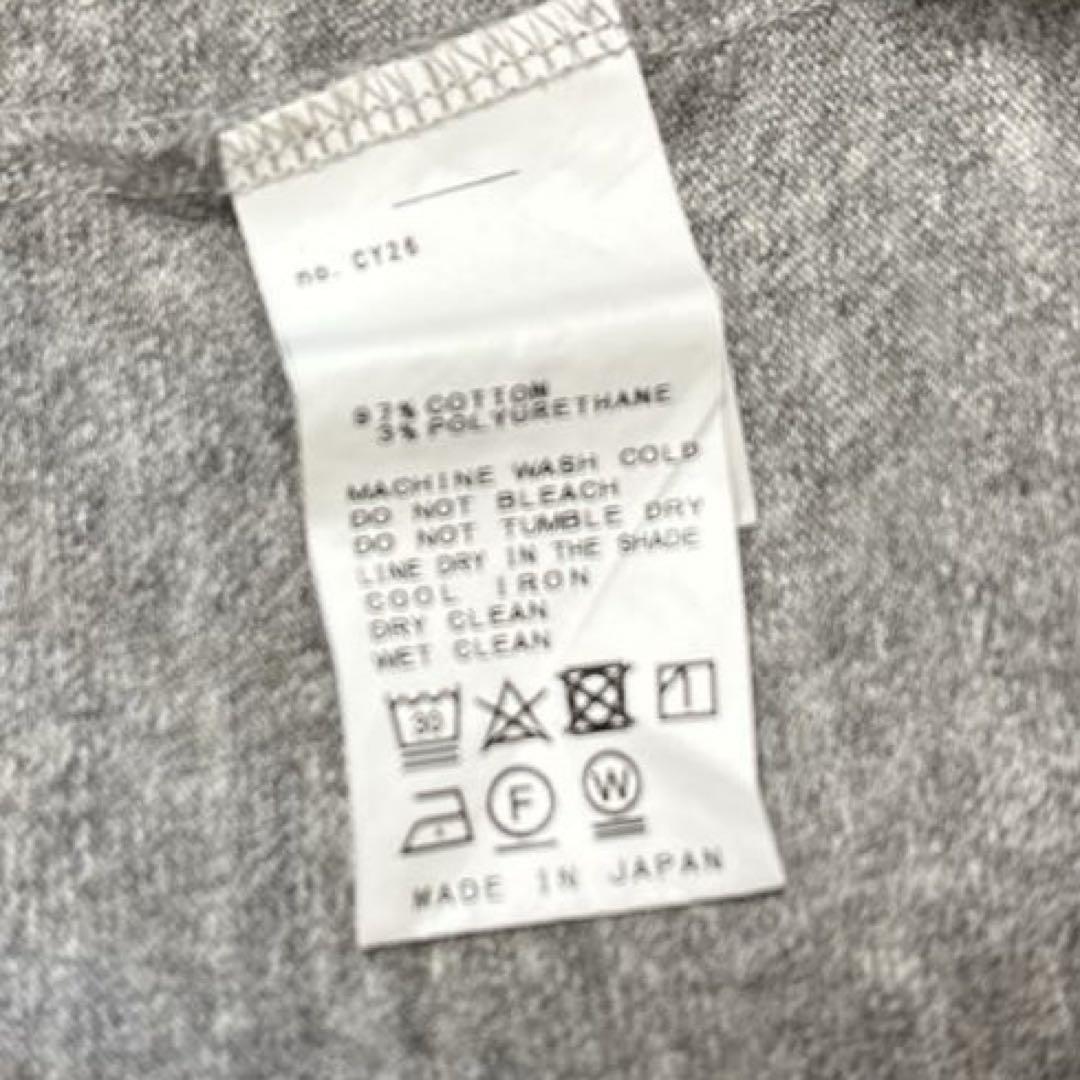 no. CY26
97% COTTON
3% POLYURETHANE
MACHINE WASH COLD
DO NOT BLEACH
DO NOT TUMBLE DRY
LINE DRY IN THE SHADE
COOL IRON
DRY CLEAN
WET CLEAN
30
F W
MADE IN JAPAN